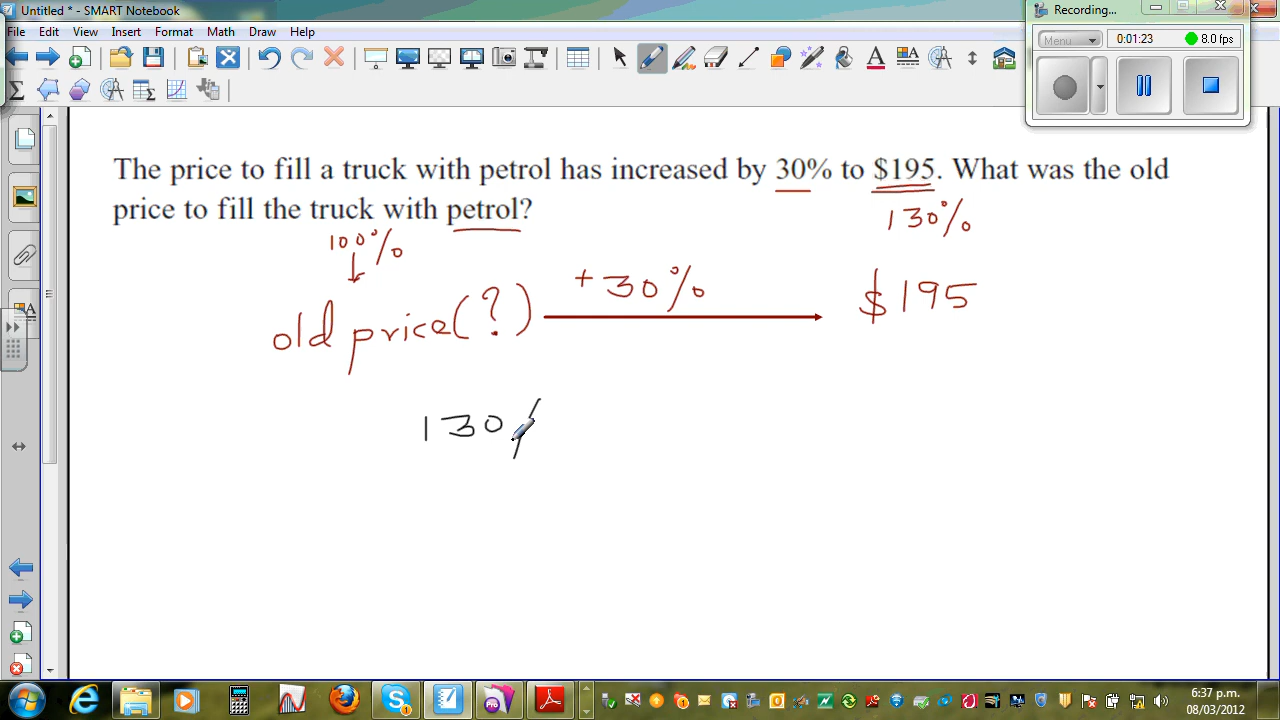 Untitled * - SMART Notebook
Recording...
File Edit View Insert Format Math Draw Help
Menu 0:01:23 8.0 fps
The price to fill a truck with petrol has increased by 30% to $195. What was the old
price to fill the truck with petrol?
130%
100%
+30%
old price(?) $195
130/
6:37 p.m.
08/03/2012